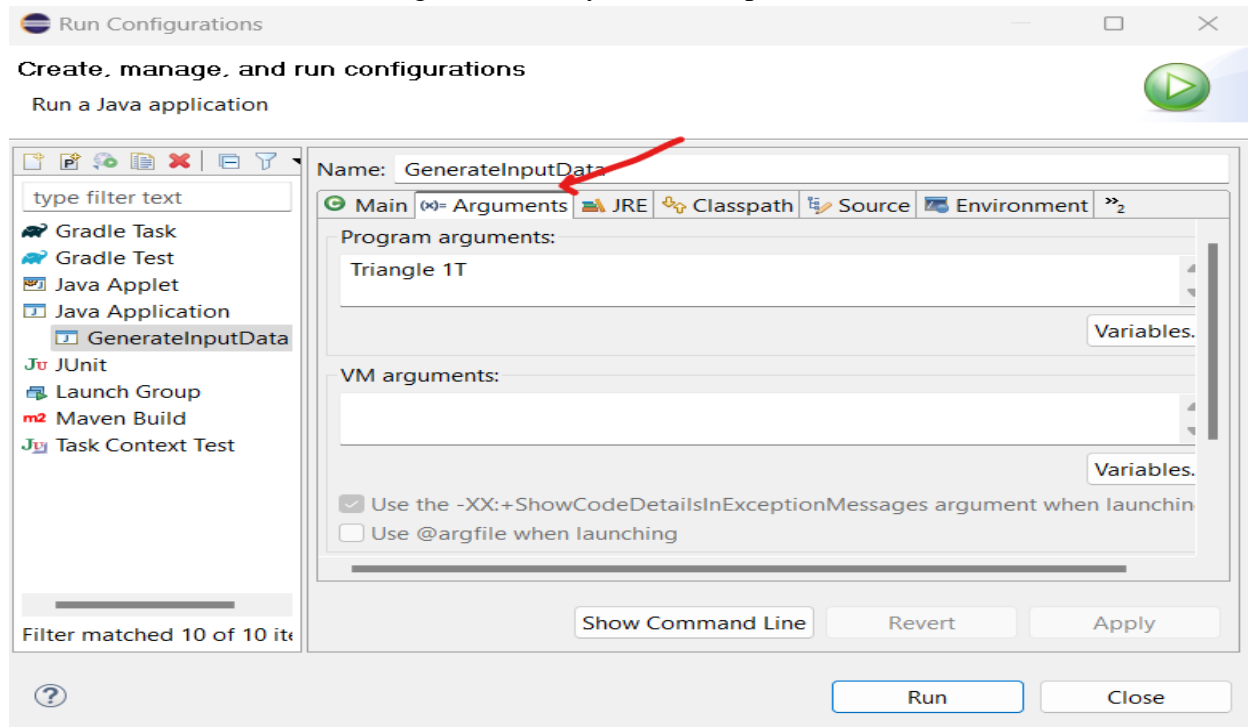 Run Configurations
Create, manage, and run configurations
Run a Java application
type filter text
Gradle Task
Gradle Test
Java Applet
Java Application
GenerateInputData
JUnit
Launch Group
Maven Build
Task Context Test
Filter matched 10 of 10 ite
Name: GenerateInputData
Main (x)= Arguments JRE Classpath Source Environment »2
Program arguments:
Triangle 1T
Variables.
VM arguments:
Variables.
Use the -XX:+ShowCodeDetailsInExceptionMessages argument when launchin
Use @argfile when launching
Show Command Line Revert Apply
Run Close